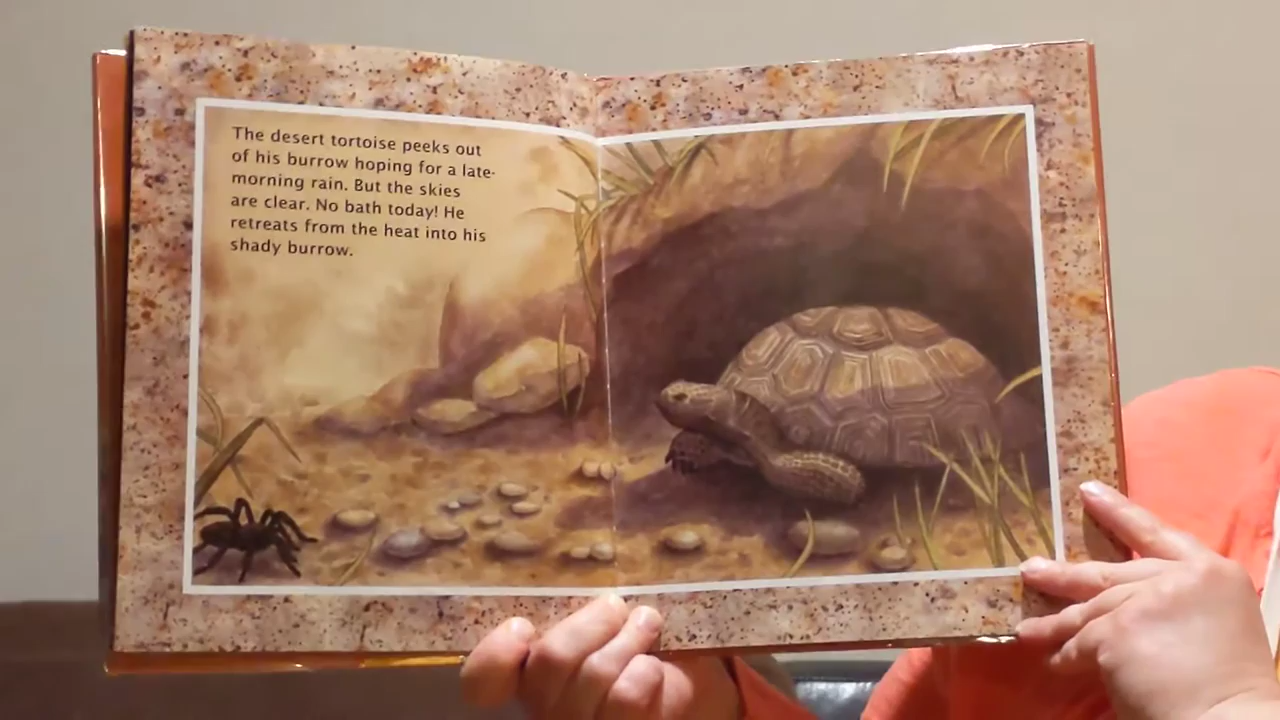 The desert tortoise peeks out
of his burrow hoping for a late-
morning rain. But the skies
are clear. No bath today! He
retreats from the heat into his
shady burrow.